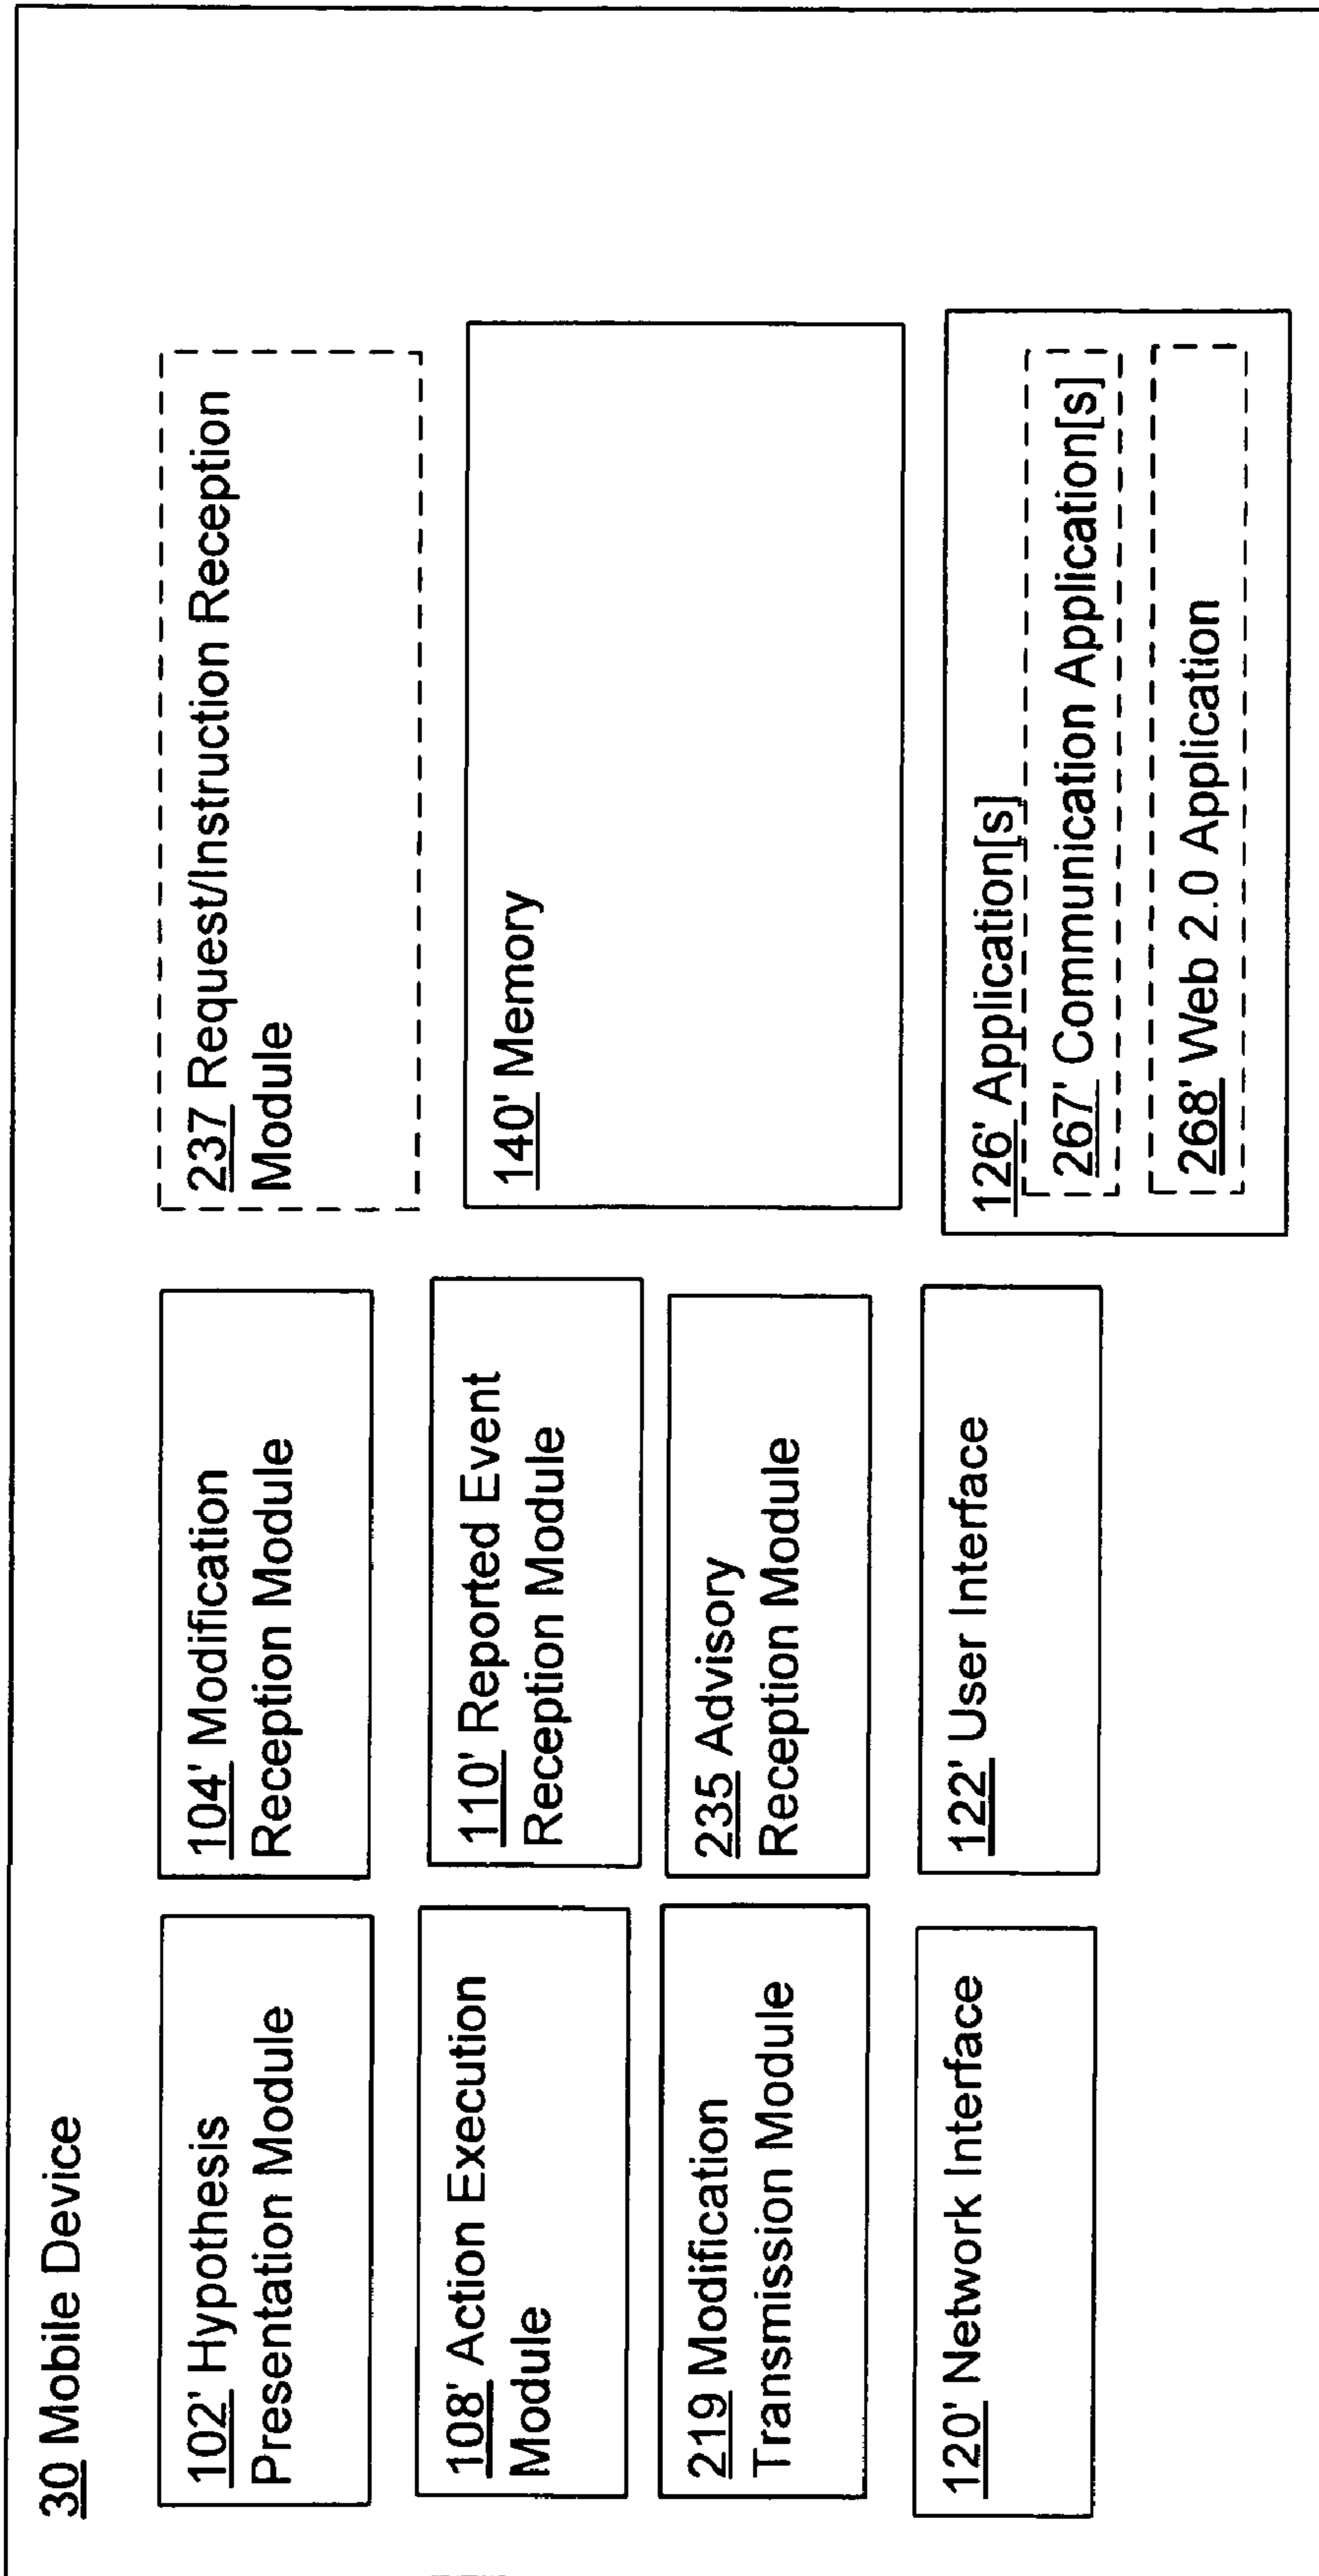 30 Mobile Device
102' Hypothesis
Presentation Module
104' Modification
Reception Module
237 Request/Instruction Reception
Module
108' Action Execution
Module
110' Reported Event
Reception Module
140' Memory
219 Modification
Transmission Module
235 Advisory
Reception Module
120' Network Interface
122' User Interface
126' Application[s]
267' Communication Application[s]
268' Web 2.0 Application